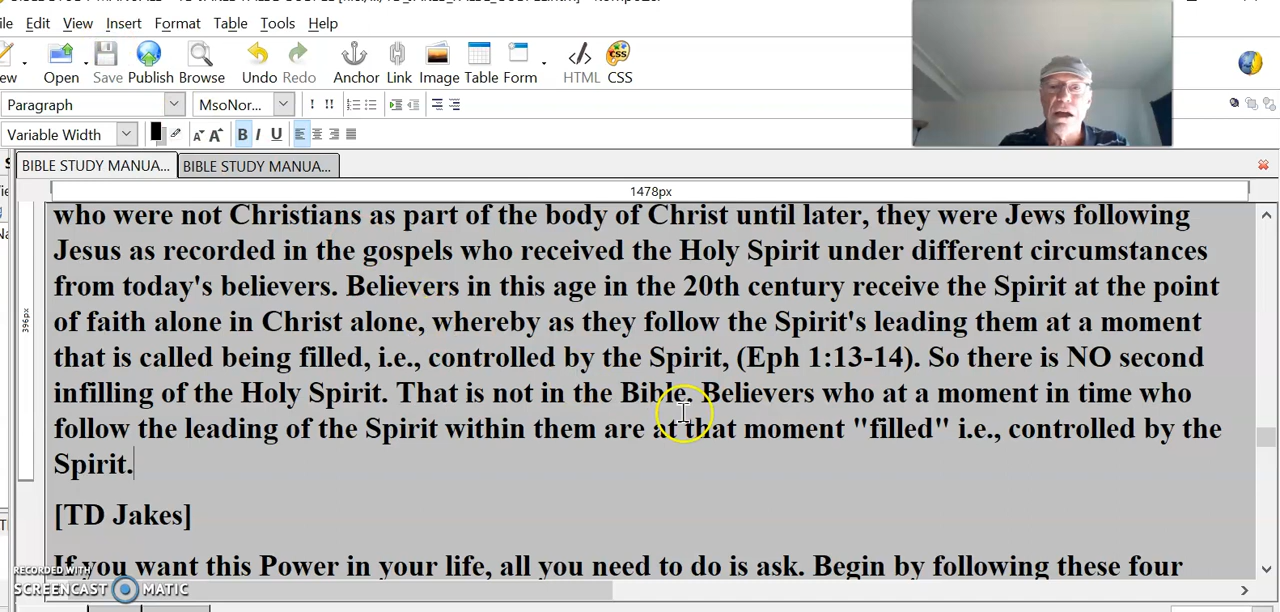 Edit View Insert Format Table Tools Help
Open Save Publish Browse Undo Redo Anchor Link Image Table Form HTML CSS
Paragraph MsoNor...
Variable Width B I U
BIBLE STUDY MANUA... BIBLE STUDY MANUA...
1478px
who were not Christians as part of the body of Christ until later, they were Jews following
Jesus as recorded in the gospels who received the Holy Spirit under different circumstances
from today's believers. Believers in this age in the 20th century receive the Spirit at the point
of faith alone in Christ alone, whereby as they follow the Spirit's leading them at a moment
that is called being filled, i.e., controlled by the Spirit, (Eph 1:13-14). So there is NO second
infilling of the Holy Spirit. That is not in the Bible. Believers who at a moment in time who
follow the leading of the Spirit within them are at that moment "filled" i.e., controlled by the
Spirit.
[TD Jakes]
If you want this Power in your life, all you need to do is ask. Begin by following these four
396px
RECORDED WITH
SCREENCAST MATIC